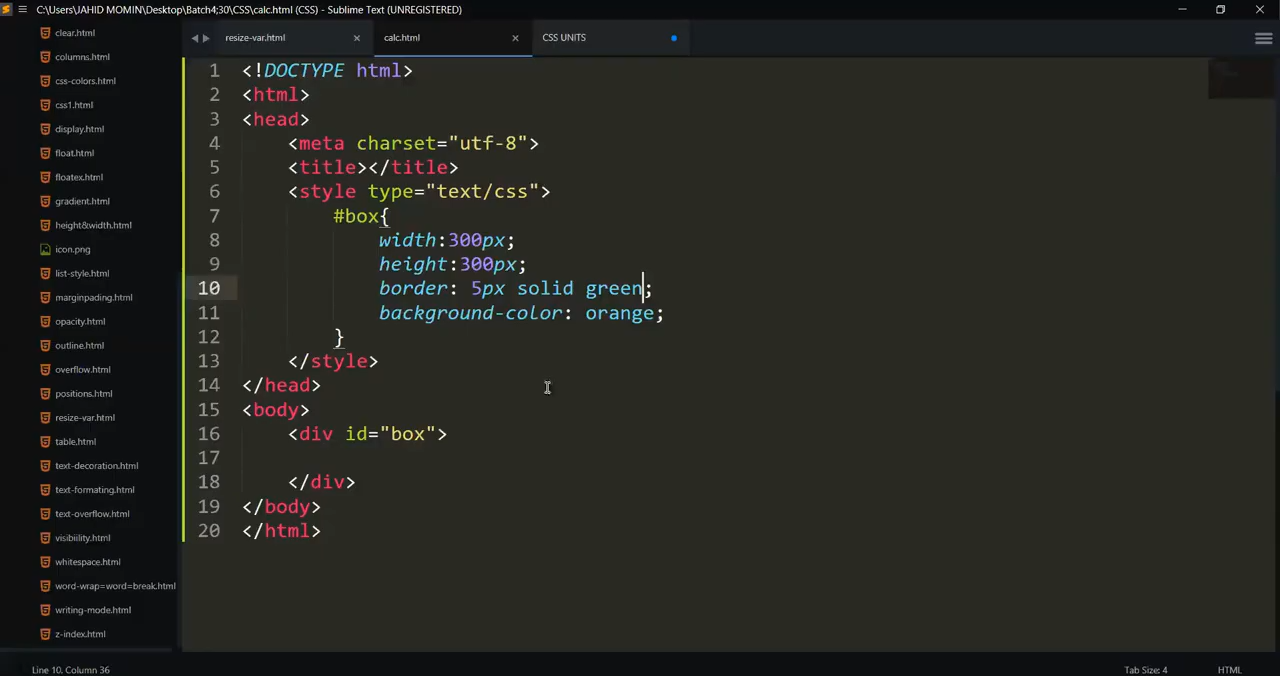 C:\Users\JAHID MOMIN\Desktop\Batch4;30\CSS\calc.html (CSS) - Sublime Text (UNREGISTERED)
clear.html
columns.html
css-colors.html
css1.html
display.html
float.html
floatex.html
gradient.html
height&width.html
icon.png
list-style.html
marginpading.html
opacity.html
outline.html
overflow.html
positions.html
resize-var.html
table.html
text-decoration.html
text-formating.html
text-overflow.html
visibiility.html
whitespace.html
word-wrap=word=break.html
writing-mode.html
z-index.html
resize-var.html
calc.html
CSS UNITS
1 <!DOCTYPE html>
2 <html>
3 <head>
4 <meta charset="utf-8">
5 <title></title>
6 <style type="text/css">
7 #box{
8 width:300px;
9 height:300px;
10 border: 5px solid green;
11 background-color: orange;
12 }
13 </style>
14 </head>
15 <body>
16 <div id="box">
17
18 </div>
19 </body>
20 </html>
Line 10, Column 36
Tab Size: 4
HTML